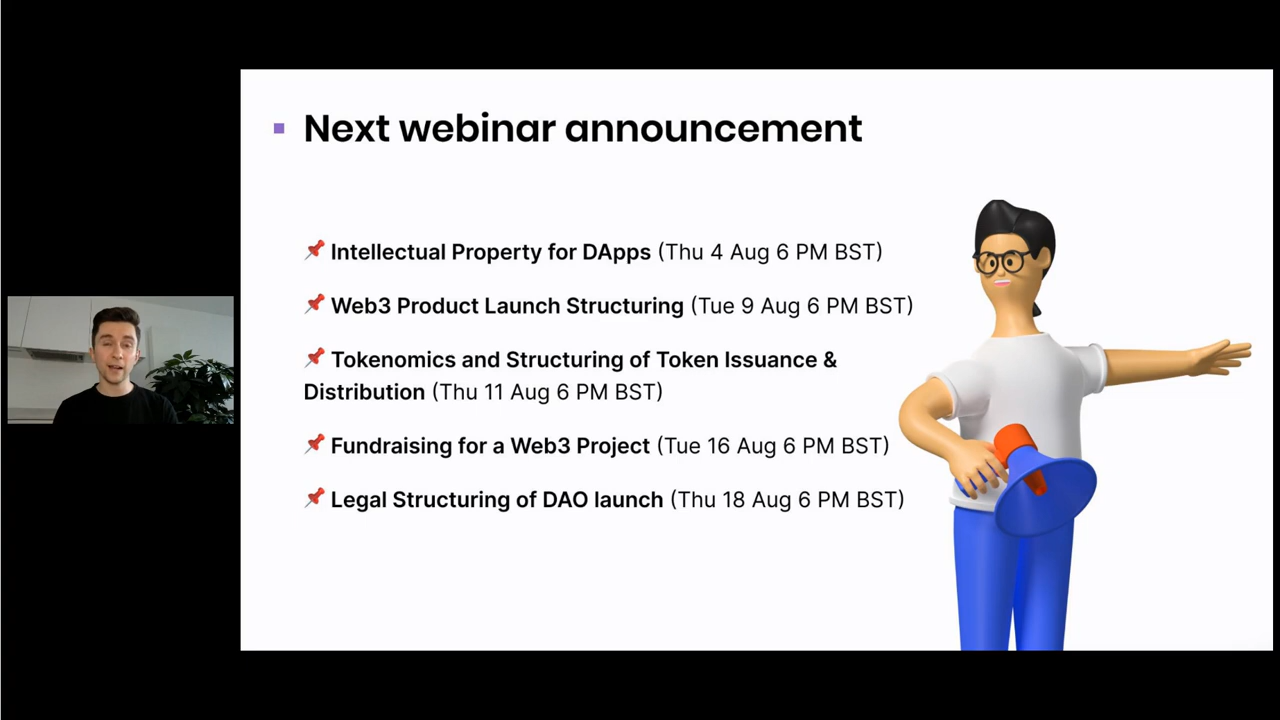 Next webinar announcement
📌 Intellectual Property for DApps (Thu 4 Aug 6 PM BST)
📌 Web3 Product Launch Structuring (Tue 9 Aug 6 PM BST)
📌 Tokenomics and Structuring of Token Issuance &
Distribution (Thu 11 Aug 6 PM BST)
📌 Fundraising for a Web3 Project (Tue 16 Aug 6 PM BST)
📌 Legal Structuring of DAO launch (Thu 18 Aug 6 PM BST)